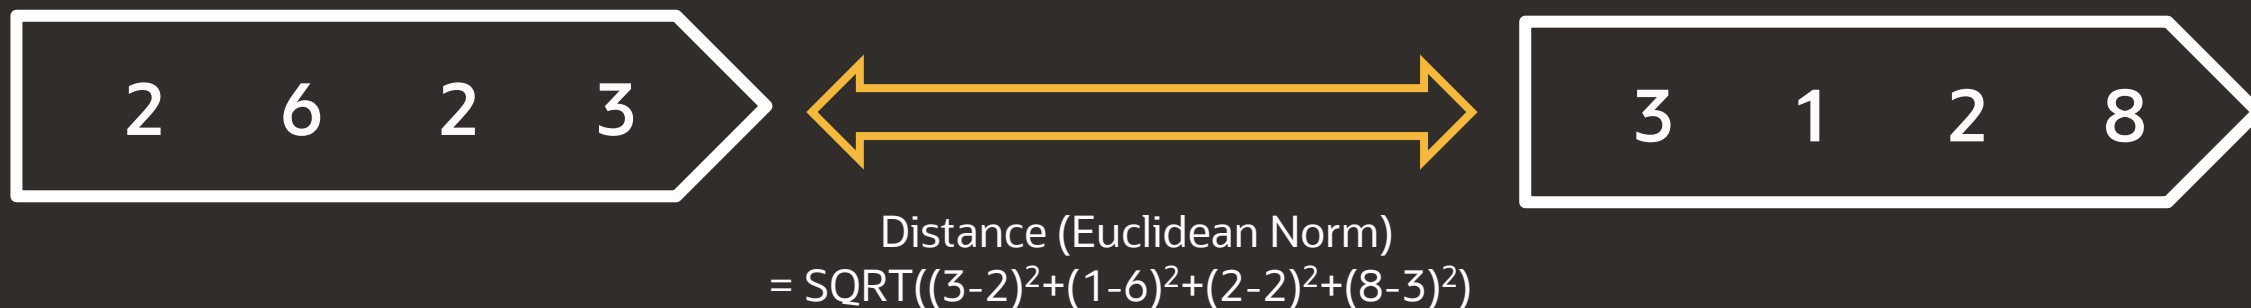 2 6 2 3
3 1 2 8
Distance (Euclidean Norm)
= SQRT((3-2)²+(1-6)²+(2-2)²+(8-3)²)